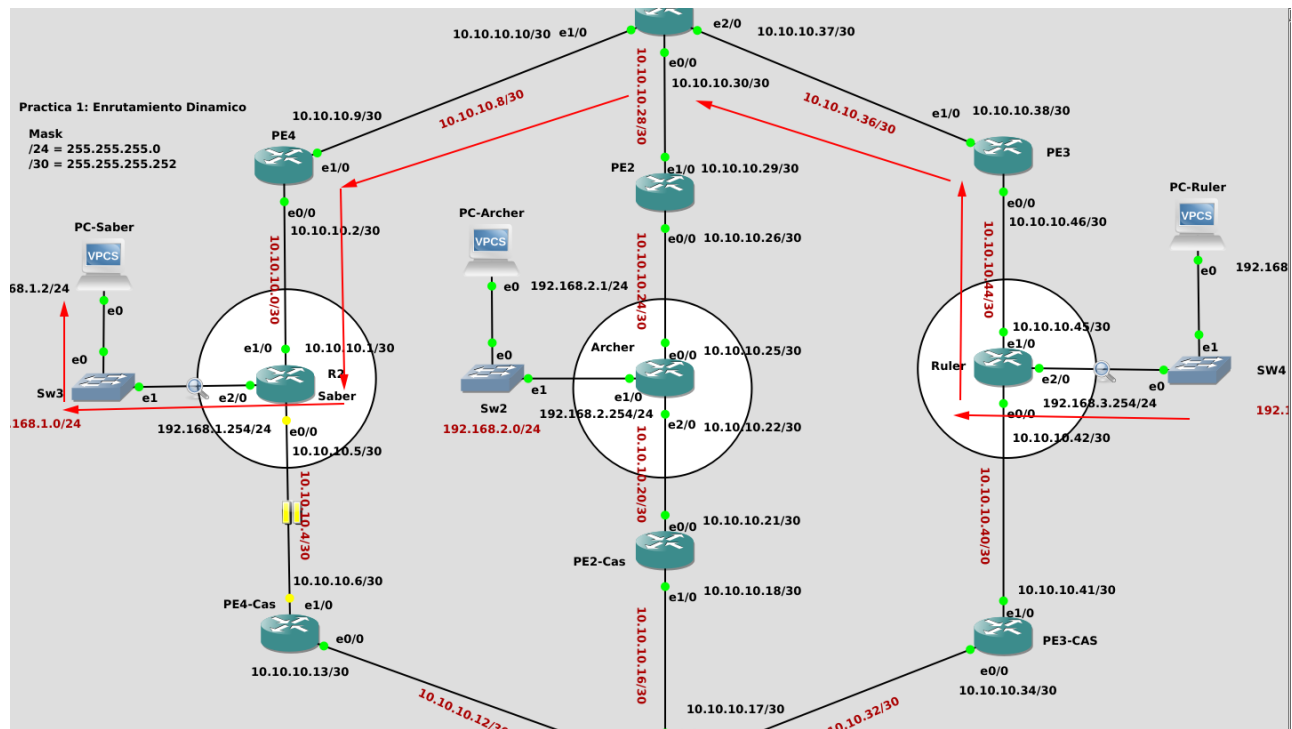 e2/0
10.10.10.10/30 e1/0
10.10.10.37/30
e0/0
10.10.10.30/30
10.10.10.28/30
10.10.10.8/30
10.10.10.36/30
Practica 1: Enrutamiento Dinamico
Mask
/24 = 255.255.255.0
/30 = 255.255.255.252
10.10.10.9/30
PE4
e1/0
e0/0
10.10.10.2/30
10.10.10.0/30
e1/0
10.10.10.38/30
PE3
e0/0
10.10.10.46/30
10.10.10.44/30
PE2
e1/0
10.10.10.29/30
e0/0
10.10.10.26/30
10.10.10.24/30
PC-Saber
VPCS
68.1.2/24
e0
e0
Sw3
e1
.168.1.0/24
PC-Archer
VPCS
e0
192.168.2.1/24
e0
Sw2
e1
192.168.2.0/24
PC-Ruler
VPCS
e0
192.168
e1
SW4
e0
192.1
e1/0
10.10.10.1/30
R2
Saber
e2/0
192.168.1.254/24
e0/0
10.10.10.5/30
10.10.10.4/30
Archer
e0/0
10.10.10.25/30
e1/0
192.168.2.254/24
e2/0
10.10.10.22/30
10.10.10.20/30
10.10.10.45/30
e1/0
Ruler
e2/0
192.168.3.254/24
e0/0
10.10.10.42/30
10.10.10.40/30
10.10.10.6/30
PE4-Cas
e1/0
e0/0
10.10.10.13/30
10.10.10.12/30
e0/0
10.10.10.21/30
PE2-Cas
e1/0
10.10.10.18/30
10.10.10.16/30
10.10.10.17/30
10.10.10.41/30
e1/0
PE3-CAS
e0/0
10.10.10.34/30
.10.10.32/30